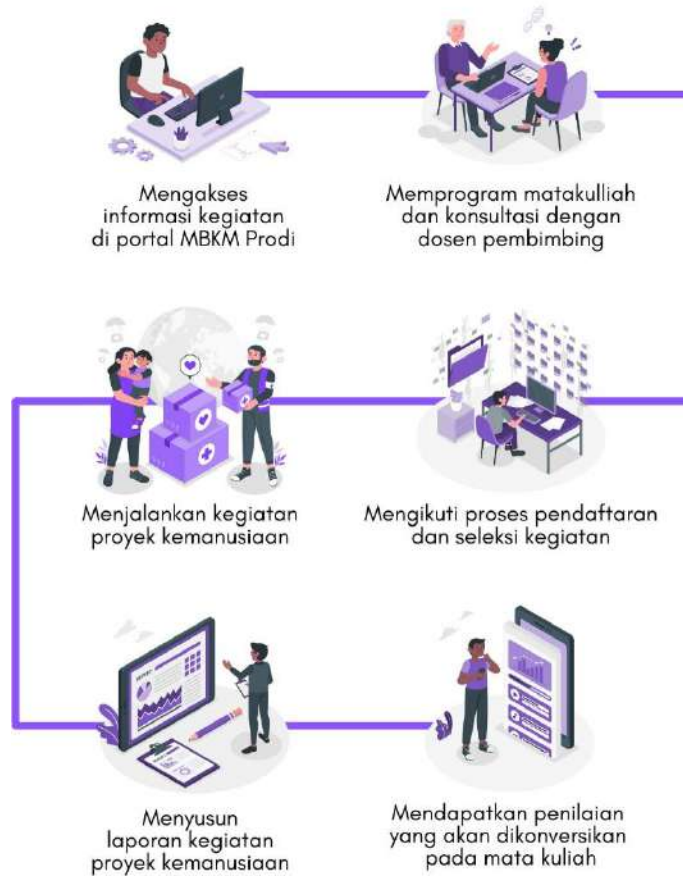 Mengakses
informasi kegiatan
di portal MBKM Prodi
Memprogram matakulliah
dan konsultasi dengan
dosen pembimbing
Menjalankan kegiatan
proyek kemanusiaan
Mengikuti proses pendaftaran
dan seleksi kegiatan
Menyusun
laporan kegiatan
proyek kemanusiaan
Mendapatkan penilaian
yang akan dikonversikan
pada mata kuliah